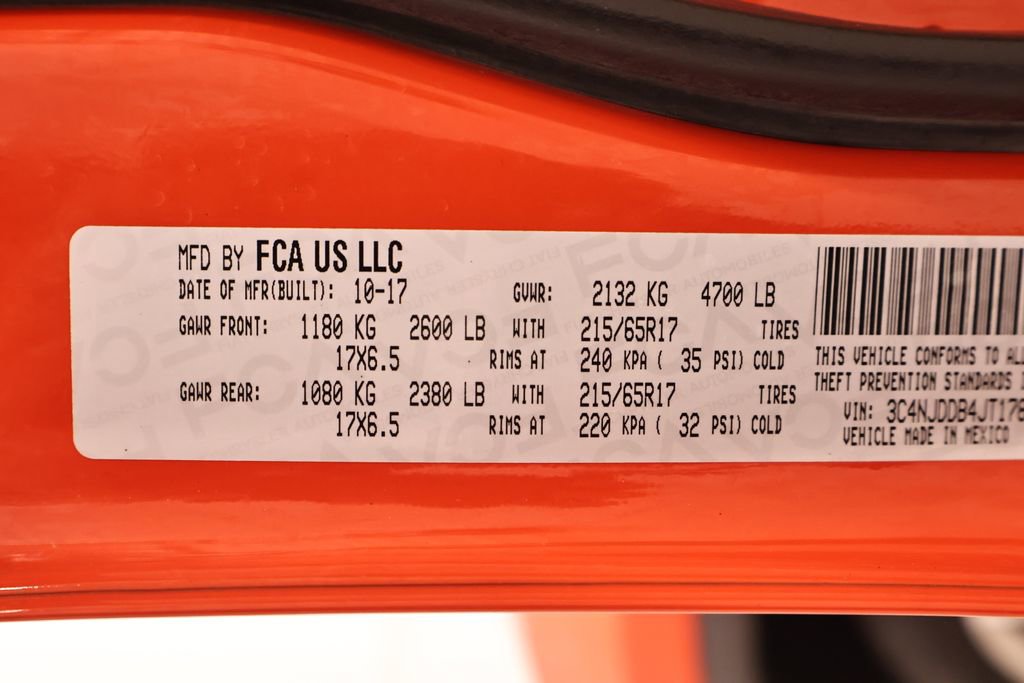 MFD BY FCA US LLC
DATE OF MFR(BUILT): 10-17 GVWR: 2132 KG 4700 LB
GAWR FRONT: 1180 KG 2600 LB WITH 215/65R17 TIRES
17X6.5 RIMS AT 240 KPA ( 35 PSI) COLD
GAWR REAR: 1080 KG 2380 LB WITH 215/65R17 TIRES
17X6.5 RIMS AT 220 KPA ( 32 PSI) COLD
THIS VEHICLE CONFORMS TO ALL
THEFT PREVENTION STANDARDS
VIN: 3C4NJDDB4JT176
VEHICLE MADE IN MEXICO